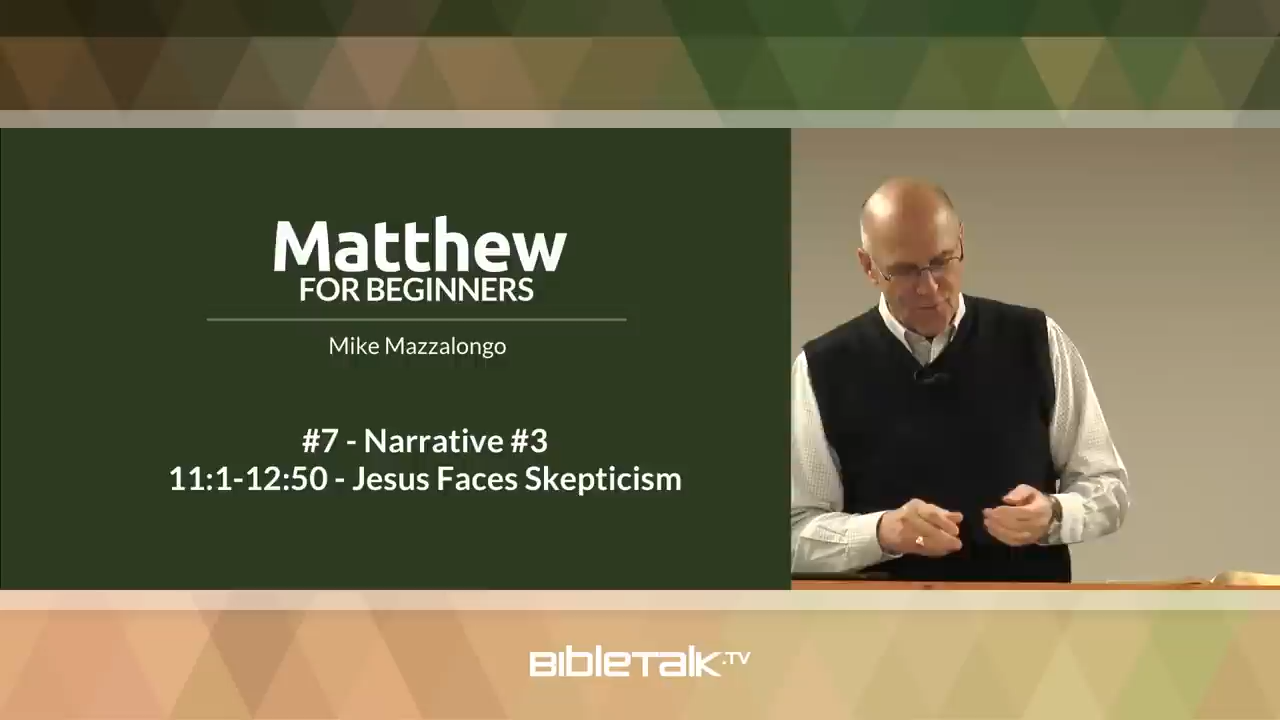 Matthew
FOR BEGINNERS
Mike Mazzalongo
#7 - Narrative #3
11:1-12:50 - Jesus Faces Skepticism
BIBLETALK.TV